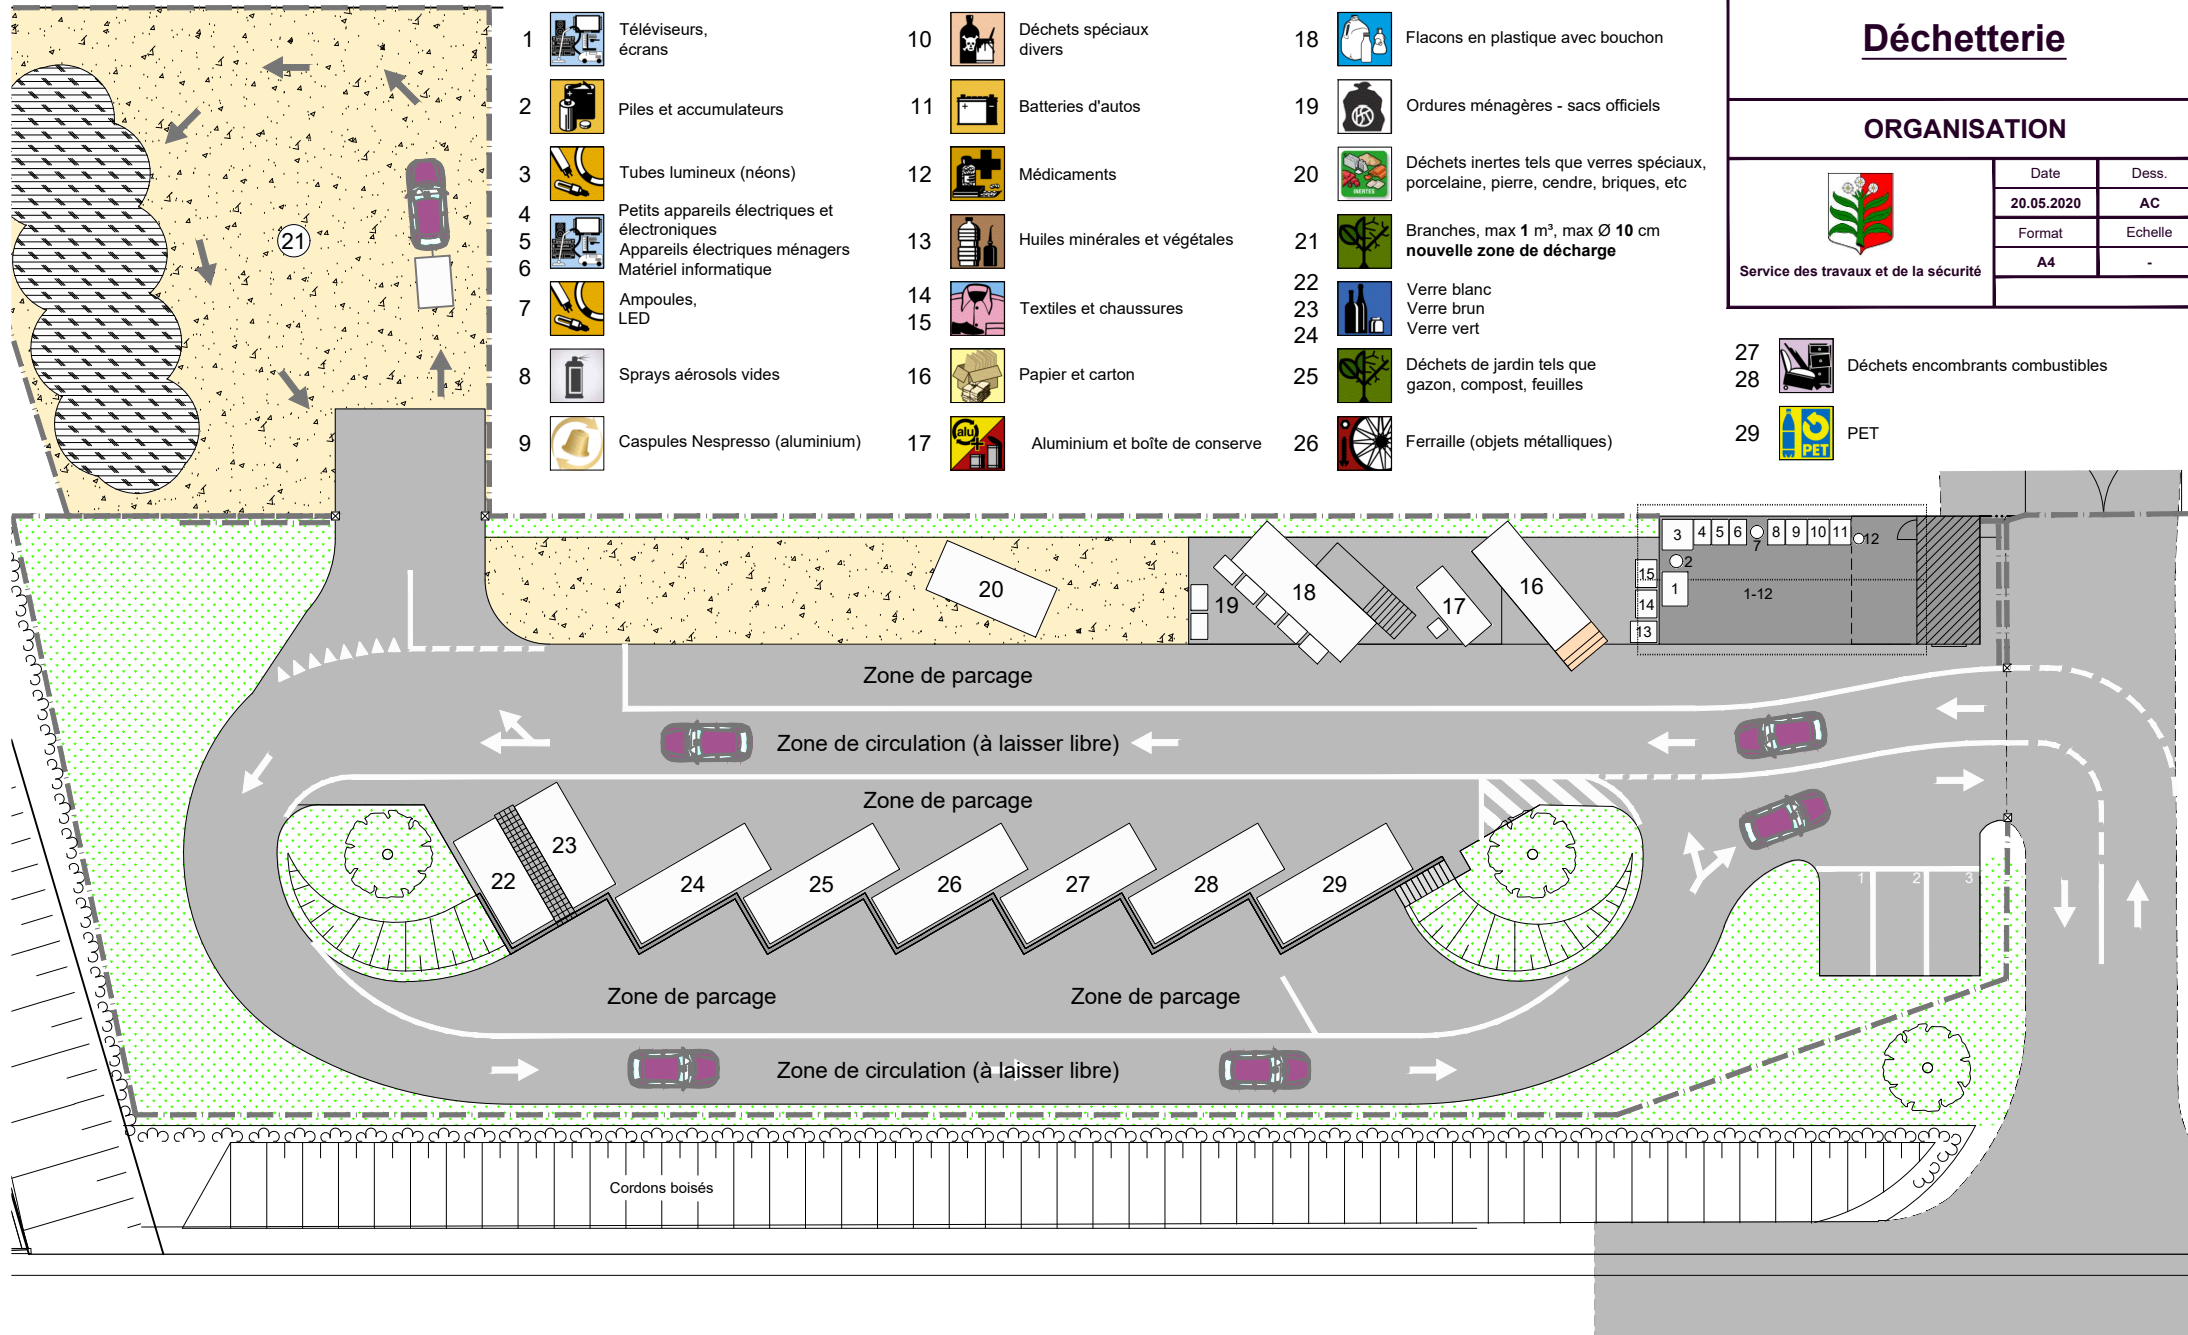 1 Téléviseurs,
écrans
2 Piles et accumulateurs
3 Tubes lumineux (néons)
4 Petits appareils électriques et
électroniques
5 Appareils électriques ménagers
6 Matériel informatique
7 Ampoules,
LED
8 Sprays aérosols vides
9 Caspules Nespresso (aluminium)
10 Déchets spéciaux
divers
11 Batteries d'autos
12 Médicaments
13 Huiles minérales et végétales
14
15 Textiles et chaussures
16 Papier et carton
17 Aluminium et boîte de conserve
alu
18 Flacons en plastique avec bouchon
19 Ordures ménagères - sacs officiels
20 Déchets inertes tels que verres spéciaux,
porcelaine, pierre, cendre, briques, etc
INERTES
21 Branches, max 1 m³, max Ø 10 cm
nouvelle zone de décharge
22 Verre blanc
23 Verre brun
24 Verre vert
25 Déchets de jardin tels que
gazon, compost, feuilles
26 Ferraille (objets métalliques)
27
28 Déchets encombrants combustibles
29 PET
PET
Déchetterie
ORGANISATION
Service des travaux et de la sécurité
Date Dess.
20.05.2020 AC
Format Echelle
A4 -
21
20
19
18
17
16
15
14
13
3 4 5 6 7 8 9 10 11 12
2
1
1-12
Zone de parcage
Zone de circulation (à laisser libre)
Zone de parcage
22 23 24 25 26 27 28 29
1 2 3
Zone de parcage Zone de parcage
Zone de circulation (à laisser libre)
Cordons boisés